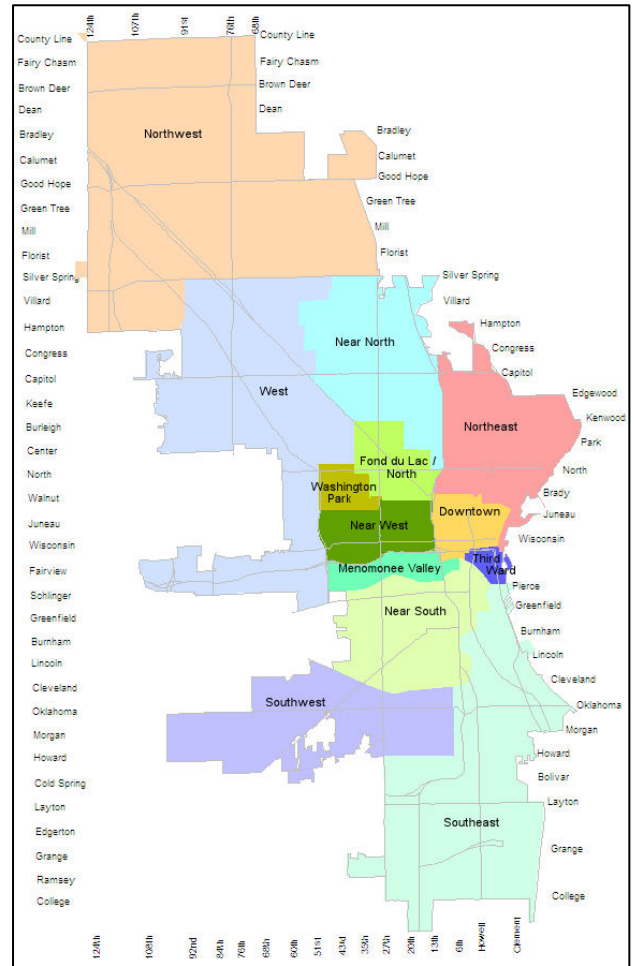 124th
107th
91st
76th
68th
County Line
County Line
Fairy Chasm
Fairy Chasm
Brown Deer
Brown Deer
Dean
Dean
Bradley
Northwest
Bradley
Calumet
Calumet
Good Hope
Good Hope
Green Tree
Green Tree
Mill
Mill
Florist
Florist
Silver Spring
Silver Spring
Villard
Villard
Hampton
Hampton
Near North
Congress
Congress
Capitol
Capitol
West
Edgewood
Keefe
Kenwood
Burleigh
Northeast
Park
Center
Fond du Lac /
North
North
North
Washington
Park
Walnut
Brady
Downtown
Juneau
Near West
Juneau
Wisconsin
Wisconsin
Third
Ward
Fairview
Menomonee Valley
Pierce
Schlinger
Greenfield
Near South
Greenfield
Burnham
Burnham
Lincoln
Lincoln
Cleveland
Cleveland
Southwest
Oklahoma
Oklahoma
Morgan
Morgan
Howard
Howard
Cold Spring
Bolivar
Layton
Layton
Southeast
Edgerton
Grange
Grange
Ramsey
College
College
124th
108th
92nd
84th
76th
68th
60th
51st
43rd
35th
27th
20th
13th
6th
Howell
Clement